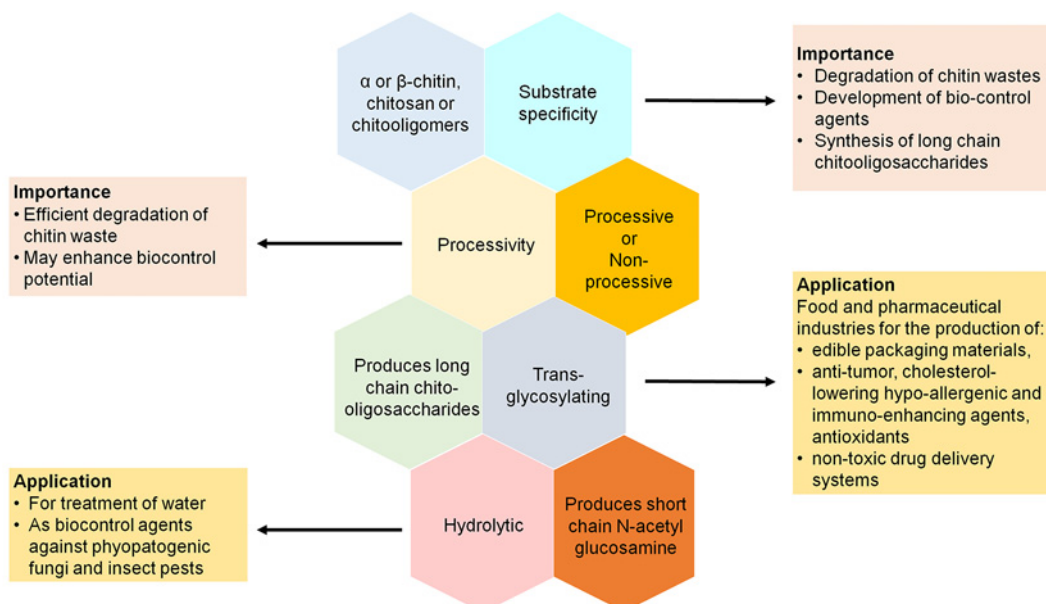 α or β-chitin,
chitosan or
chitooligomers
Substrate
specificity
Importance
• Degradation of chitin wastes
• Development of bio-control
agents
• Synthesis of long chain
chitooligosaccharides
Importance
• Efficient degradation of
chitin waste
• May enhance biocontrol
potential
Processivity
Processive
or
Non-
processive
Produces long
chain chito-
oligosaccharides
Trans-
glycosylating
Application
Food and pharmaceutical
industries for the production of:
• edible packaging materials,
• anti-tumor, cholesterol-
lowering hypo-allergenic and
immuno-enhancing agents,
antioxidants
• non-toxic drug delivery
systems
Application
• For treatment of water
• As biocontrol agents
against phyopatogenic
fungi and insect pests
Hydrolytic
Produces short
chain N-acetyl
glucosamine